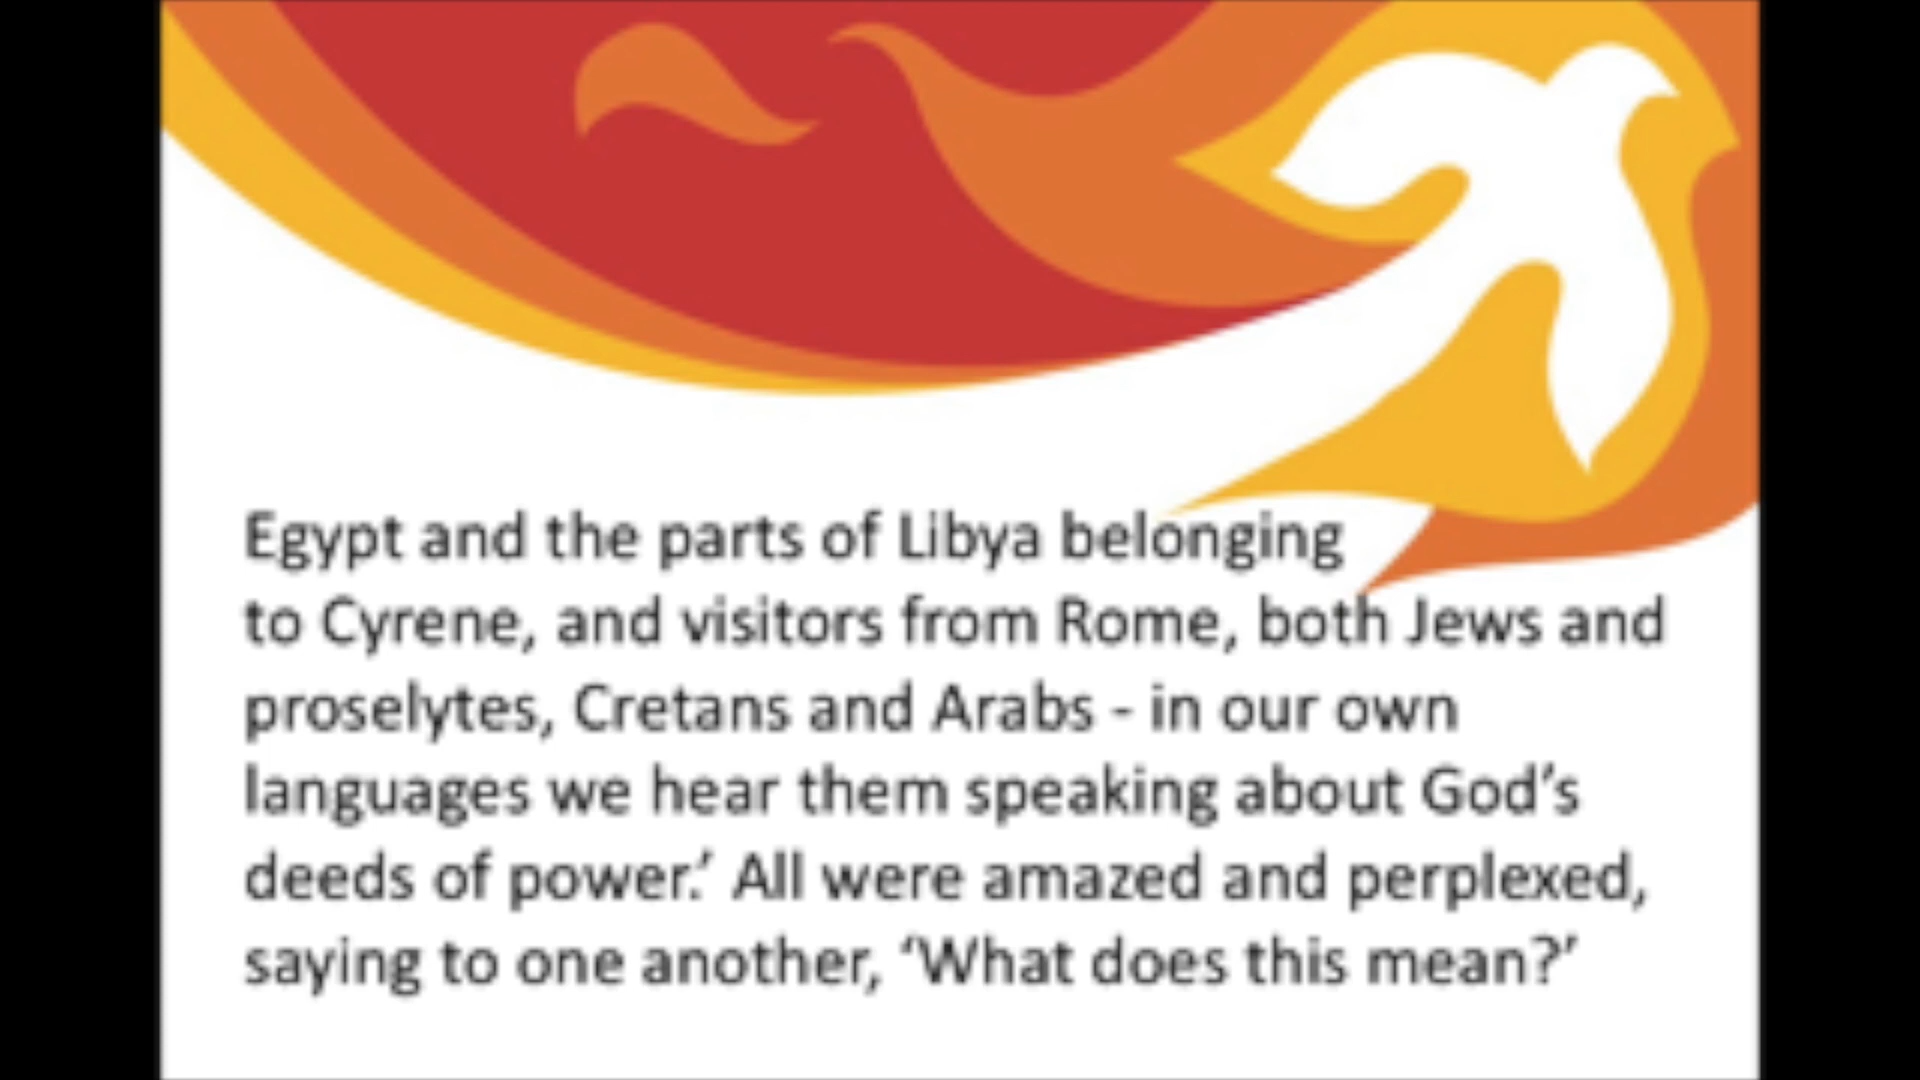 Egypt and the parts of Libya belonging
to Cyrene, and visitors from Rome, both Jews and
proselytes, Cretans and Arabs - in our own
languages we hear them speaking about God’s
deeds of power.’ All were amazed and perplexed,
saying to one another, ‘What does this mean?’